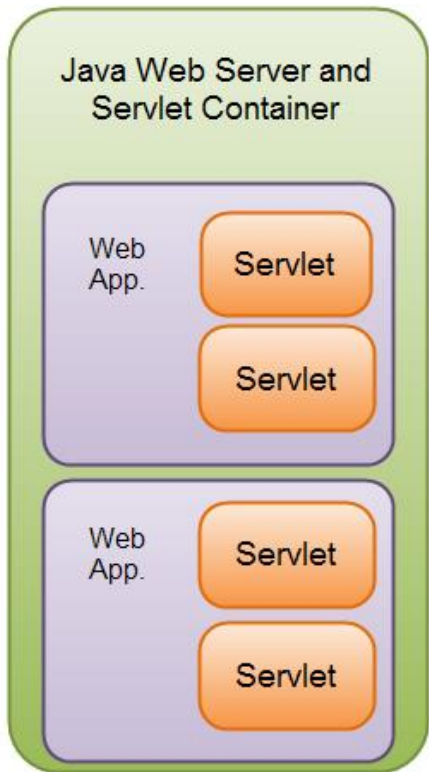 Java Web Server and
Servlet Container
Web
App.
Servlet
Servlet
Web
App.
Servlet
Servlet